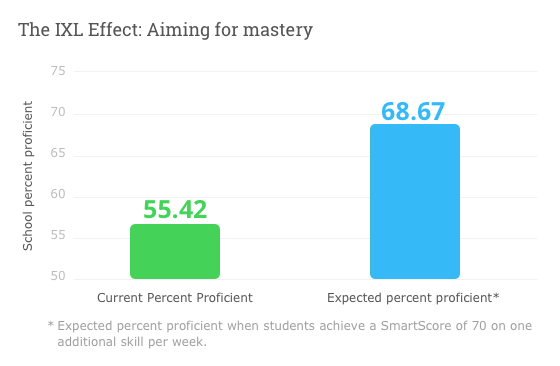 The IXL Effect: Aiming for mastery
75
70
65
60
55
50
School percent proficient
55.42
68.67
Current Percent Proficient
Expected percent proficient*
* Expected percent proficient when students achieve a SmartScore of 70 on one
additional skill per week.